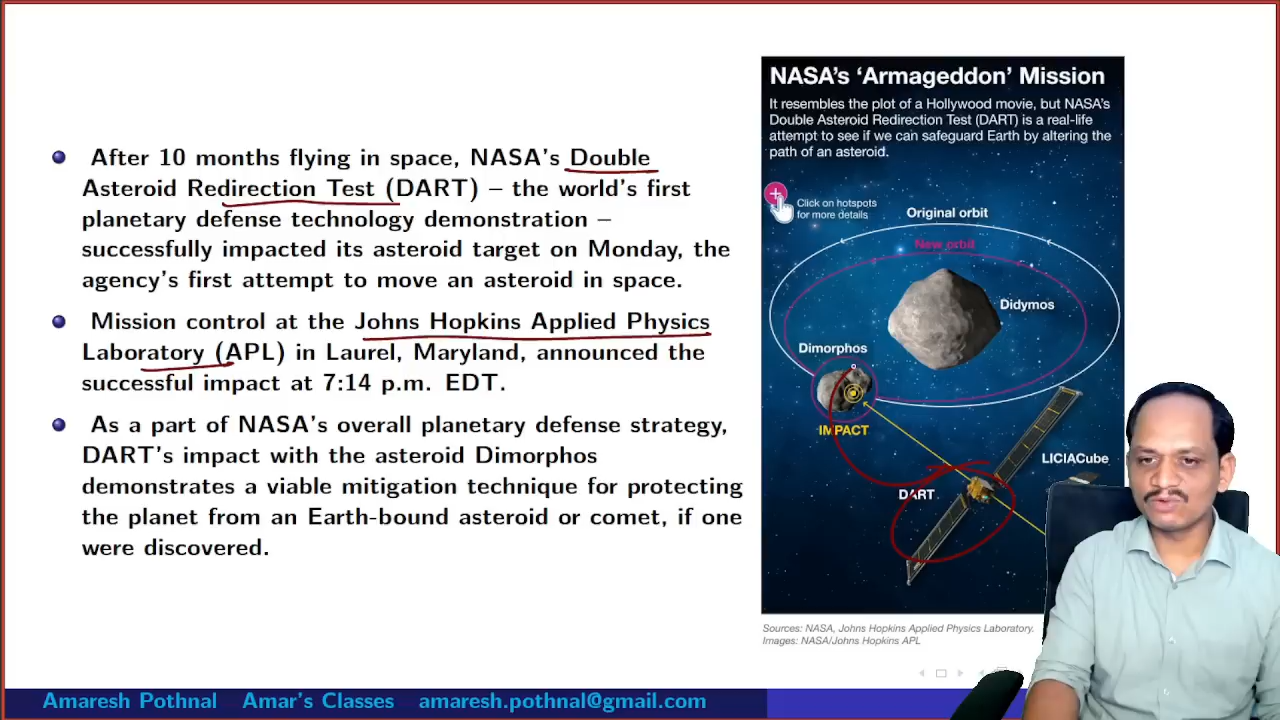 After 10 months flying in space, NASA's Double
Asteroid Redirection Test (DART) – the world's first
planetary defense technology demonstration –
successfully impacted its asteroid target on Monday, the
agency's first attempt to move an asteroid in space.
Mission control at the Johns Hopkins Applied Physics
Laboratory (APL) in Laurel, Maryland, announced the
successful impact at 7:14 p.m. EDT.
As a part of NASA's overall planetary defense strategy,
DART's impact with the asteroid Dimorphos
demonstrates a viable mitigation technique for protecting
the planet from an Earth-bound asteroid or comet, if one
were discovered.
NASA's 'Armageddon' Mission
It resembles the plot of a Hollywood movie, but NASA's
Double Asteroid Redirection Test (DART) is a real-life
attempt to see if we can safeguard Earth by altering the
path of an asteroid.
Click on hotspots
for more details
Original orbit
New orbit
Didymos
Dimorphos
IMPACT
LICIACube
DART
Sources: NASA, Johns Hopkins Applied Physics Laboratory.
Images: NASA/Johns Hopkins APL
Amaresh Pothnal Amar's Classes amaresh.pothnal@gmail.com